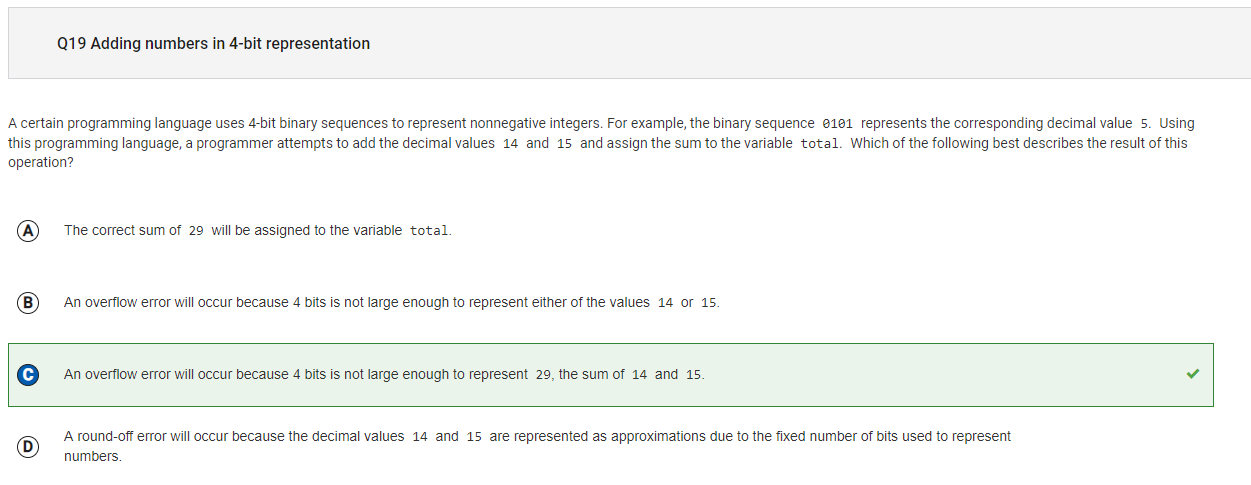 Q19 Adding numbers in 4-bit representation
A certain programming language uses 4-bit binary sequences to represent nonnegative integers. For example, the binary sequence 0101 represents the corresponding decimal value 5. Using
this programming language, a programmer attempts to add the decimal values 14 and 15 and assign the sum to the variable total. Which of the following best describes the result of this
operation?
A The correct sum of 29 will be assigned to the variable total.
B An overflow error will occur because 4 bits is not large enough to represent either of the values 14 or 15.
C An overflow error will occur because 4 bits is not large enough to represent 29, the sum of 14 and 15.
D A round-off error will occur because the decimal values 14 and 15 are represented as approximations due to the fixed number of bits used to represent
numbers.